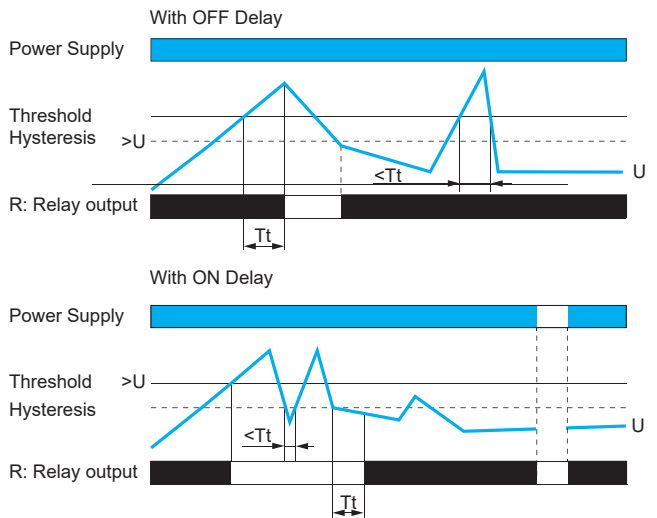 With OFF Delay
Power Supply
Threshold
Hysteresis
>U
U
<Tt
R: Relay output
Tt
With ON Delay
Power Supply
Threshold
>U
Hysteresis
U
<Tt
R: Relay output
Tt